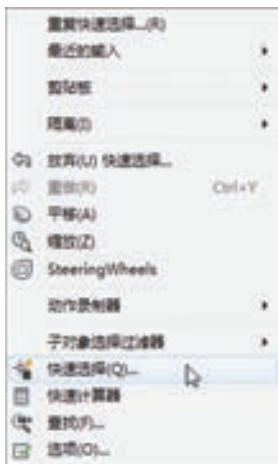 重复快速选择...(R)
最近的输入
剪贴板
隔离(I)
放弃(U) 快速选择...
重做(R) Ctrl+Y
平移(A)
缩放(Z)
SteeringWheels
动作录制器
子对象选择过滤器
快速选择(Q)...
快速计算器
查找(F)...
选项(O)...